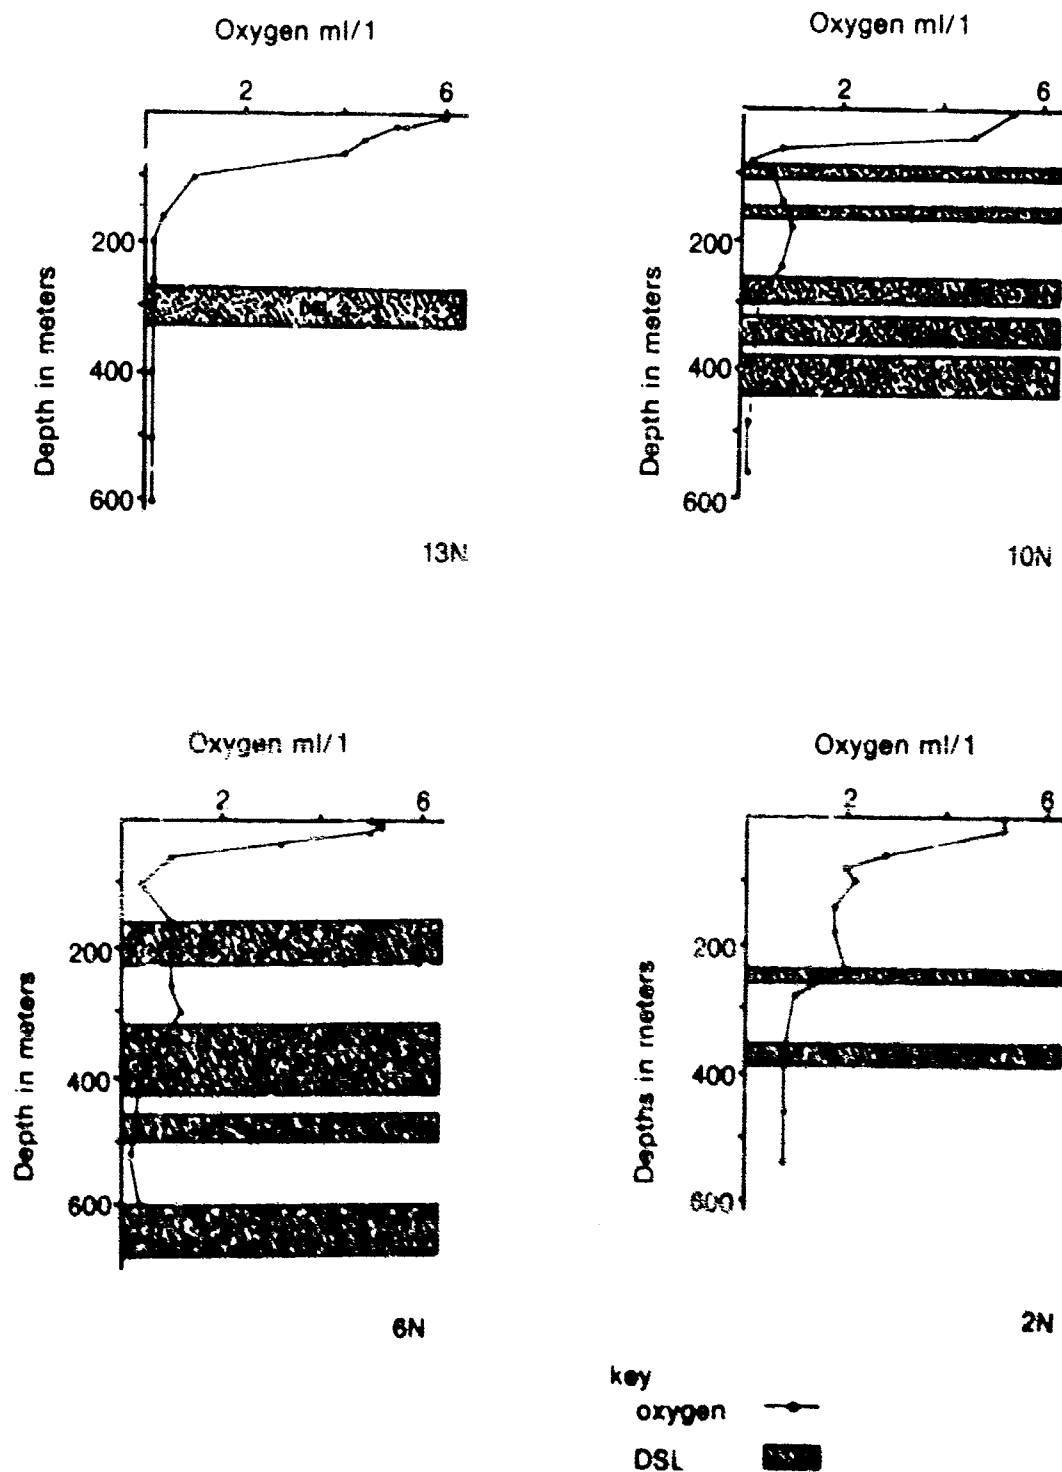 Oxygen ml/1
2 6
200
400
600
Depth in meters
13N
Oxygen ml/1
2 6
200
400
600
Depth in meters
10N
Oxygen ml/1
2 6
200
400
600
Depth in meters
6N
Oxygen ml/1
2 6
200
400
600
Depths in meters
2N
key
oxygen
DSL